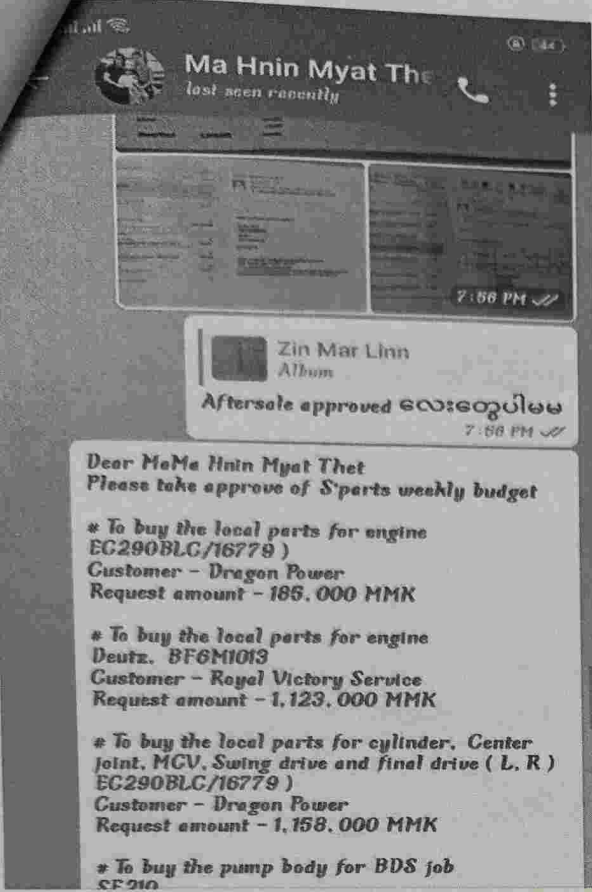 44
Ma Hnin Myat The
last seen recently
7:56 PM
Zin Mar Linn
Album
Aftersale approved လေးတွေပါမမ
7:56 PM
Dear MaMa Hnin Myat Thet
Please take approve of S'parts weekly budget
# To buy the local parts for engine
EC290BLC/16779 )
Customer - Dragon Power
Request amount - 185,000 MMK
# To buy the local parts for engine
Deutz, BF6M1013
Customer - Royal Victory Service
Request amount - 1,123,000 MMK
# To buy the local parts for cylinder, Center
joint, MCV, Swing drive and final drive ( L, R )
EC290BLC/16779 )
Customer - Dragon Power
Request amount - 1,158,000 MMK
# To buy the pump body for BDS job
SE210